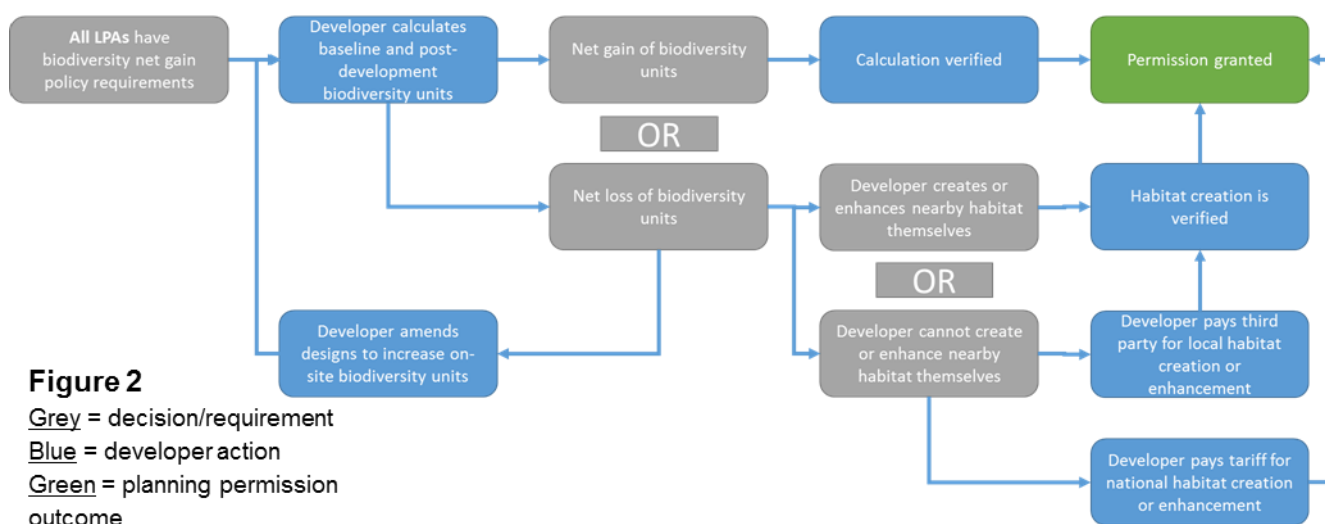 All LPAs have
biodiversity net gain
policy requirements
Developer calculates
baseline and post-
development
biodiversity units
Net gain of biodiversity
units
Calculation verified
Permission granted
OR
Net loss of biodiversity
units
Developer creates or
enhances nearby habitat
themselves
Habitat creation is
verified
OR
Developer amends
designs to increase on-
site biodiversity units
Developer cannot create
or enhance nearby
habitat themselves
Developer pays third
party for local habitat
creation or
enhancement
Developer pays tariff for
national habitat creation
or enhancement
Figure 2
Grey = decision/requirement
Blue = developer action
Green = planning permission
outcome